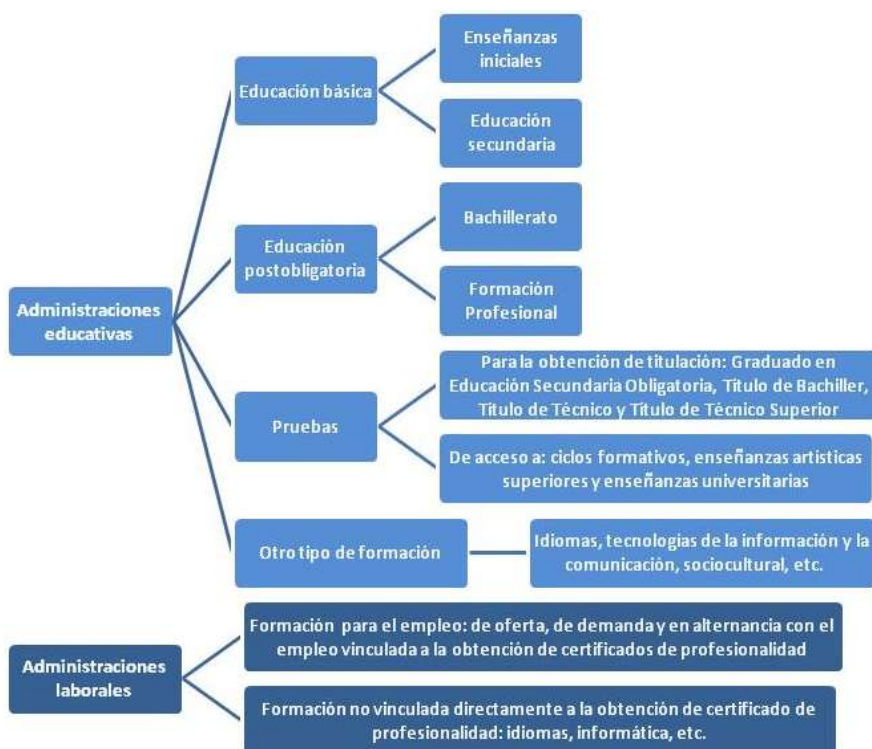 Enseñanzas
iniciales
Educación básica
Educación
secundaria
Bachillerato
Educación
postobligatoria
Formación
Profesional
Administraciones
educativas
Para la obtención de titulación: Graduado en
Educación Secundaria Obligatoria, Título de Bachiller,
Título de Técnico y Título de Técnico Superior
Pruebas
De acceso a: ciclos formativos, enseñanzas artísticas
superiores y enseñanzas universitarias
Otro tipo de formación
Idiomas, tecnologías de la información y la
comunicación, sociocultural, etc.
Formación para el empleo: de oferta, de demanda y en alternancia con el
empleo vinculada a la obtención de certificados de profesionalidad
Administraciones
laborales
Formación no vinculada directamente a la obtención de certificado de
profesionalidad: idiomas, informática, etc.